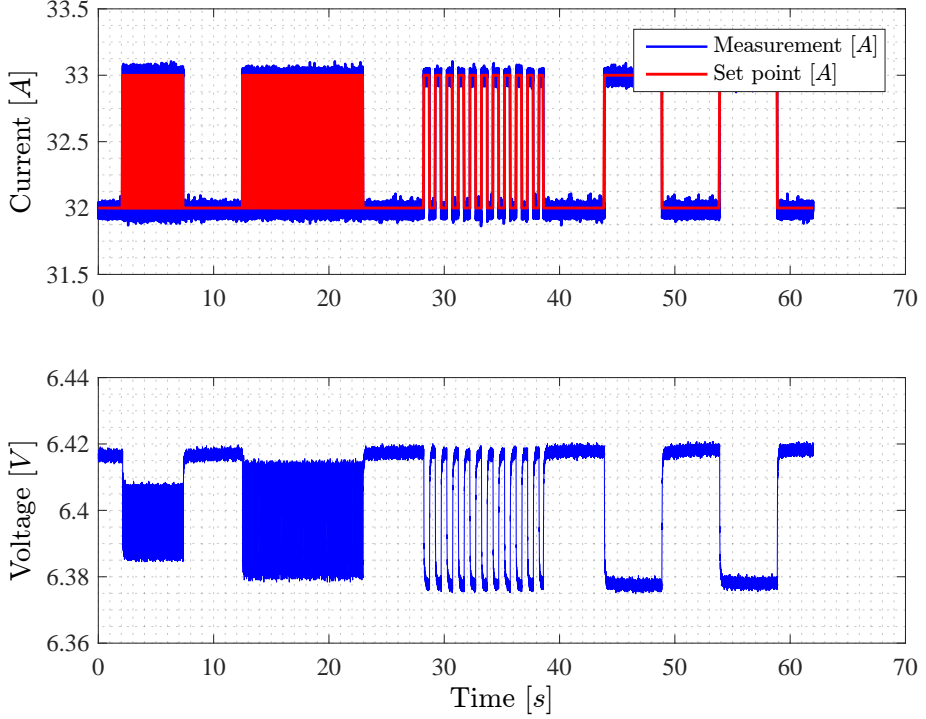 33.5
33
32.5
32
31.5
Current [A]
Measurement [A]
Set point [A]
0 10 20 30 40 50 60 70
6.44
6.42
6.4
6.38
6.36
Voltage [V]
0 10 20 30 40 50 60 70
Time [s]